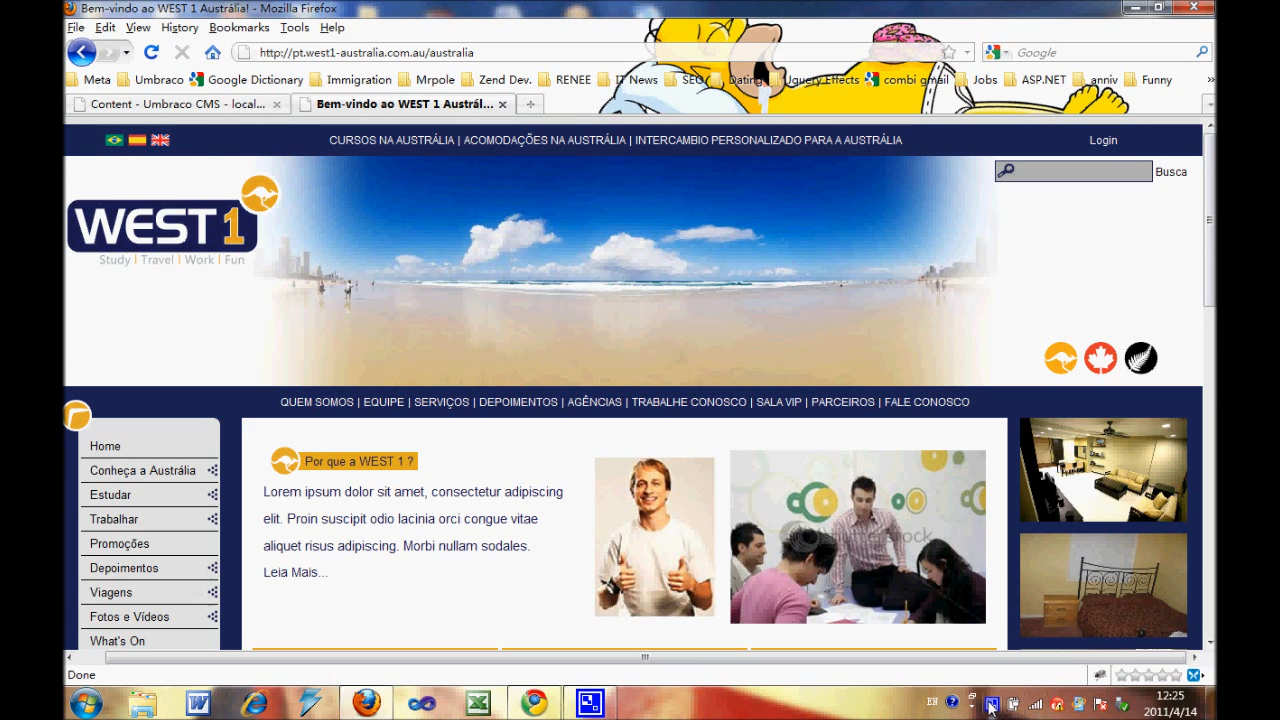 Bem-vindo ao WEST 1 Austrália! - Mozilla Firefox
File Edit View History Bookmarks Tools Help
http://pt.west1-australia.com.au/australia
Google
Meta Umbraco Google Dictionary Immigration Mrpole Zend Dev. RENEE IT News SEO Dating Jquery Effects combi gmail Jobs ASP.NET anniv Funny »
Content - Umbraco CMS - local...
Bem-vindo ao WEST 1 Austrál...
CURSOS NA AUSTRÁLIA | ACOMODAÇÕES NA AUSTRÁLIA | INTERCAMBIO PERSONALIZADO PARA A AUSTRÁLIA
Login
Busca
WEST 1
Study | Travel | Work | Fun
QUEM SOMOS | EQUIPE | SERVIÇOS | DEPOIMENTOS | AGÊNCIAS | TRABALHE CONOSCO | SALA VIP | PARCEIROS | FALE CONOSCO
Home
Conheça a Austrália
Estudar
Trabalhar
Promoções
Depoimentos
Viagens
Fotos e Vídeos
What's On
Por que a WEST 1 ?
Lorem ipsum dolor sit amet, consectetur adipiscing
elit. Proin suscipit odio lacinia orci congue vitae
aliquet risus adipiscing. Morbi nullam sodales.
Leia Mais...
Done
EN
12:25
2011/4/14